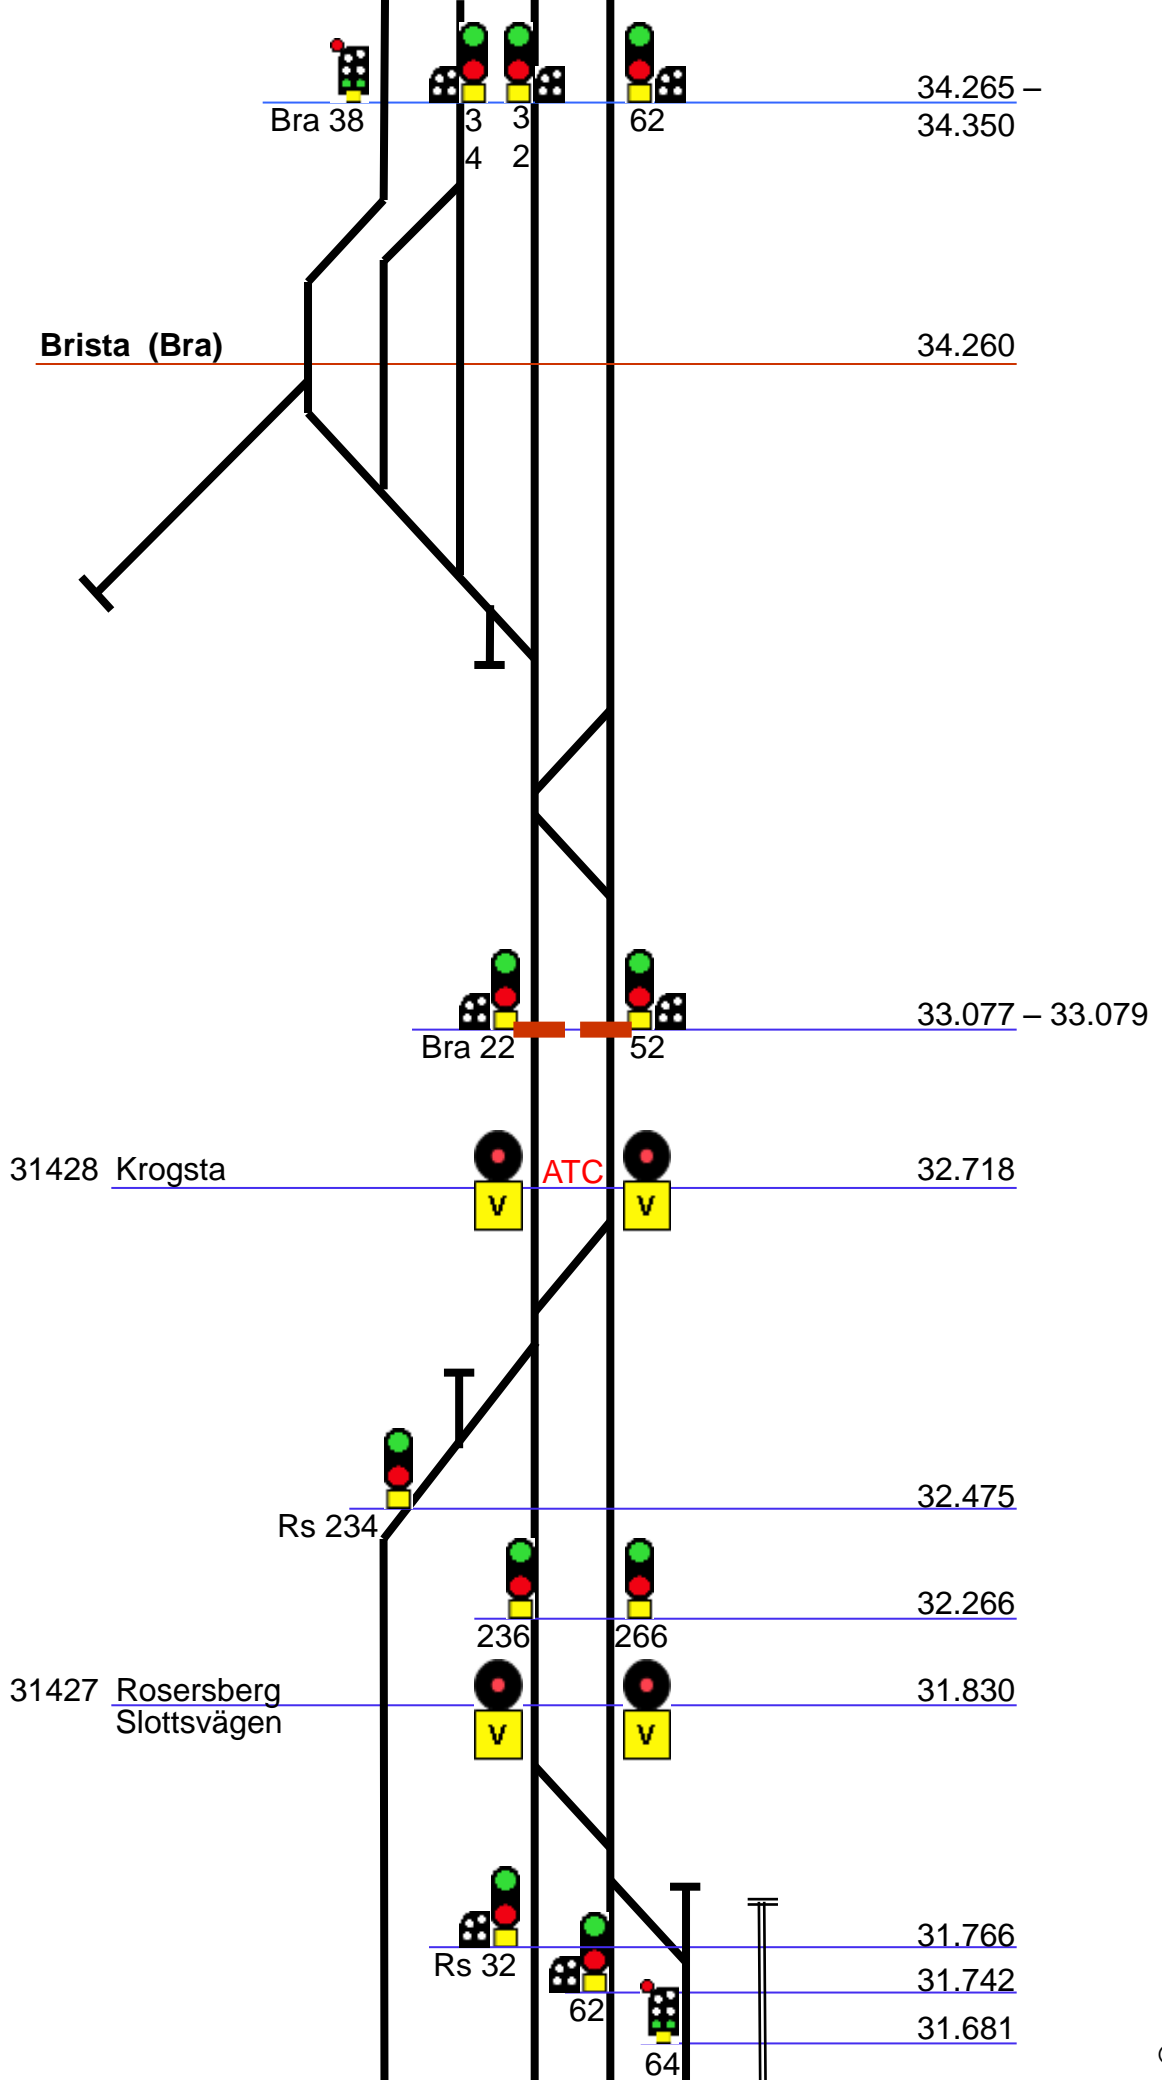 34.265 –
Bra 38 3 3 62 34.350
4 2
Brista (Bra) 34.260
33.077 – 33.079
Bra 22 52
31428 Krogsta ATC 32.718
V V
32.475
Rs 234
32.266
236 266
31427 Rosersberg 31.830
Slottsvägen
V V
31.766
Rs 32
31.742
62
31.681
64